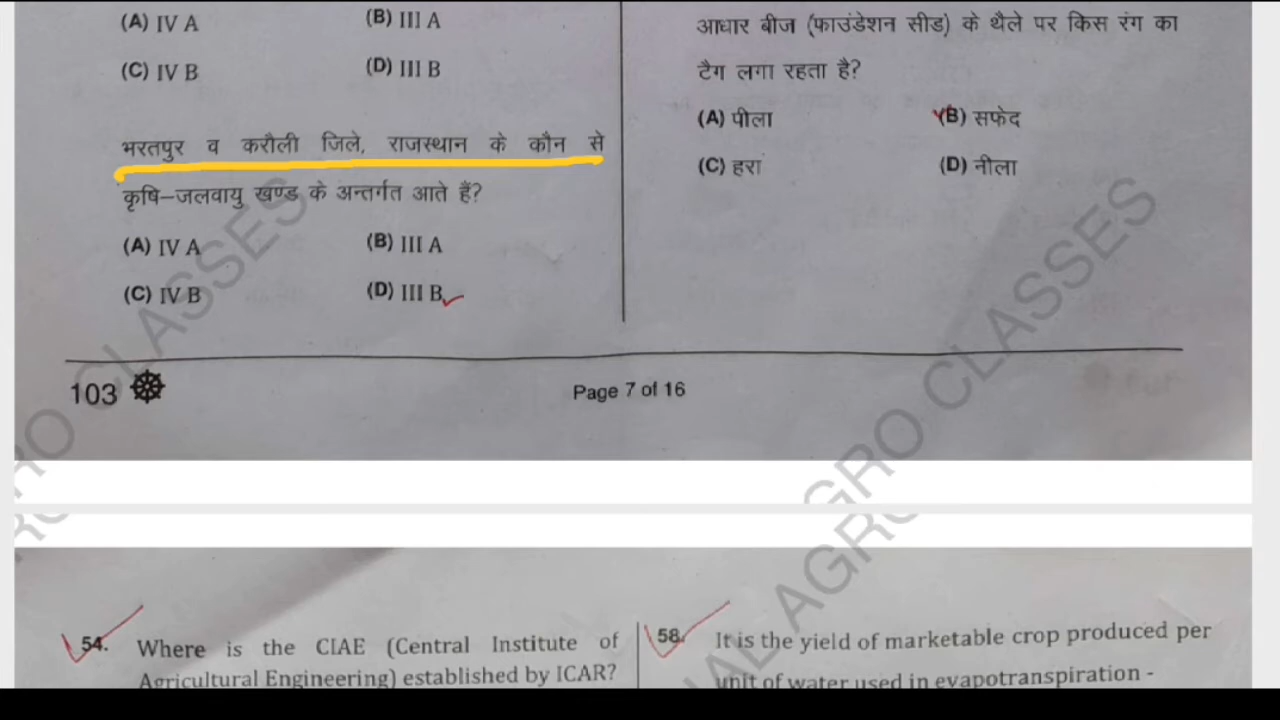 (A) IV A
(B) III A
(C) IV B
(D) III B
भरतपुर व करौली जिले, राजस्थान के कौन से
कृषि–जलवायु खण्ड के अन्तर्गत आते हैं?
(A) IV A
(B) III A
(C) IV B
(D) III B
आधार बीज (फाउंडेशन सीड) के थैले पर किस रंग का
टैग लगा रहता है?
(A) पीला
(B) सफेद
(C) हरा
(D) नीला
103
Page 7 of 16
AGRO CLASSES
54. Where is the CIAE (Central Institute of
Agricultural Engineering) established by ICAR?
58. It is the yield of marketable crop produced per
unit of water used in evapotranspiration -